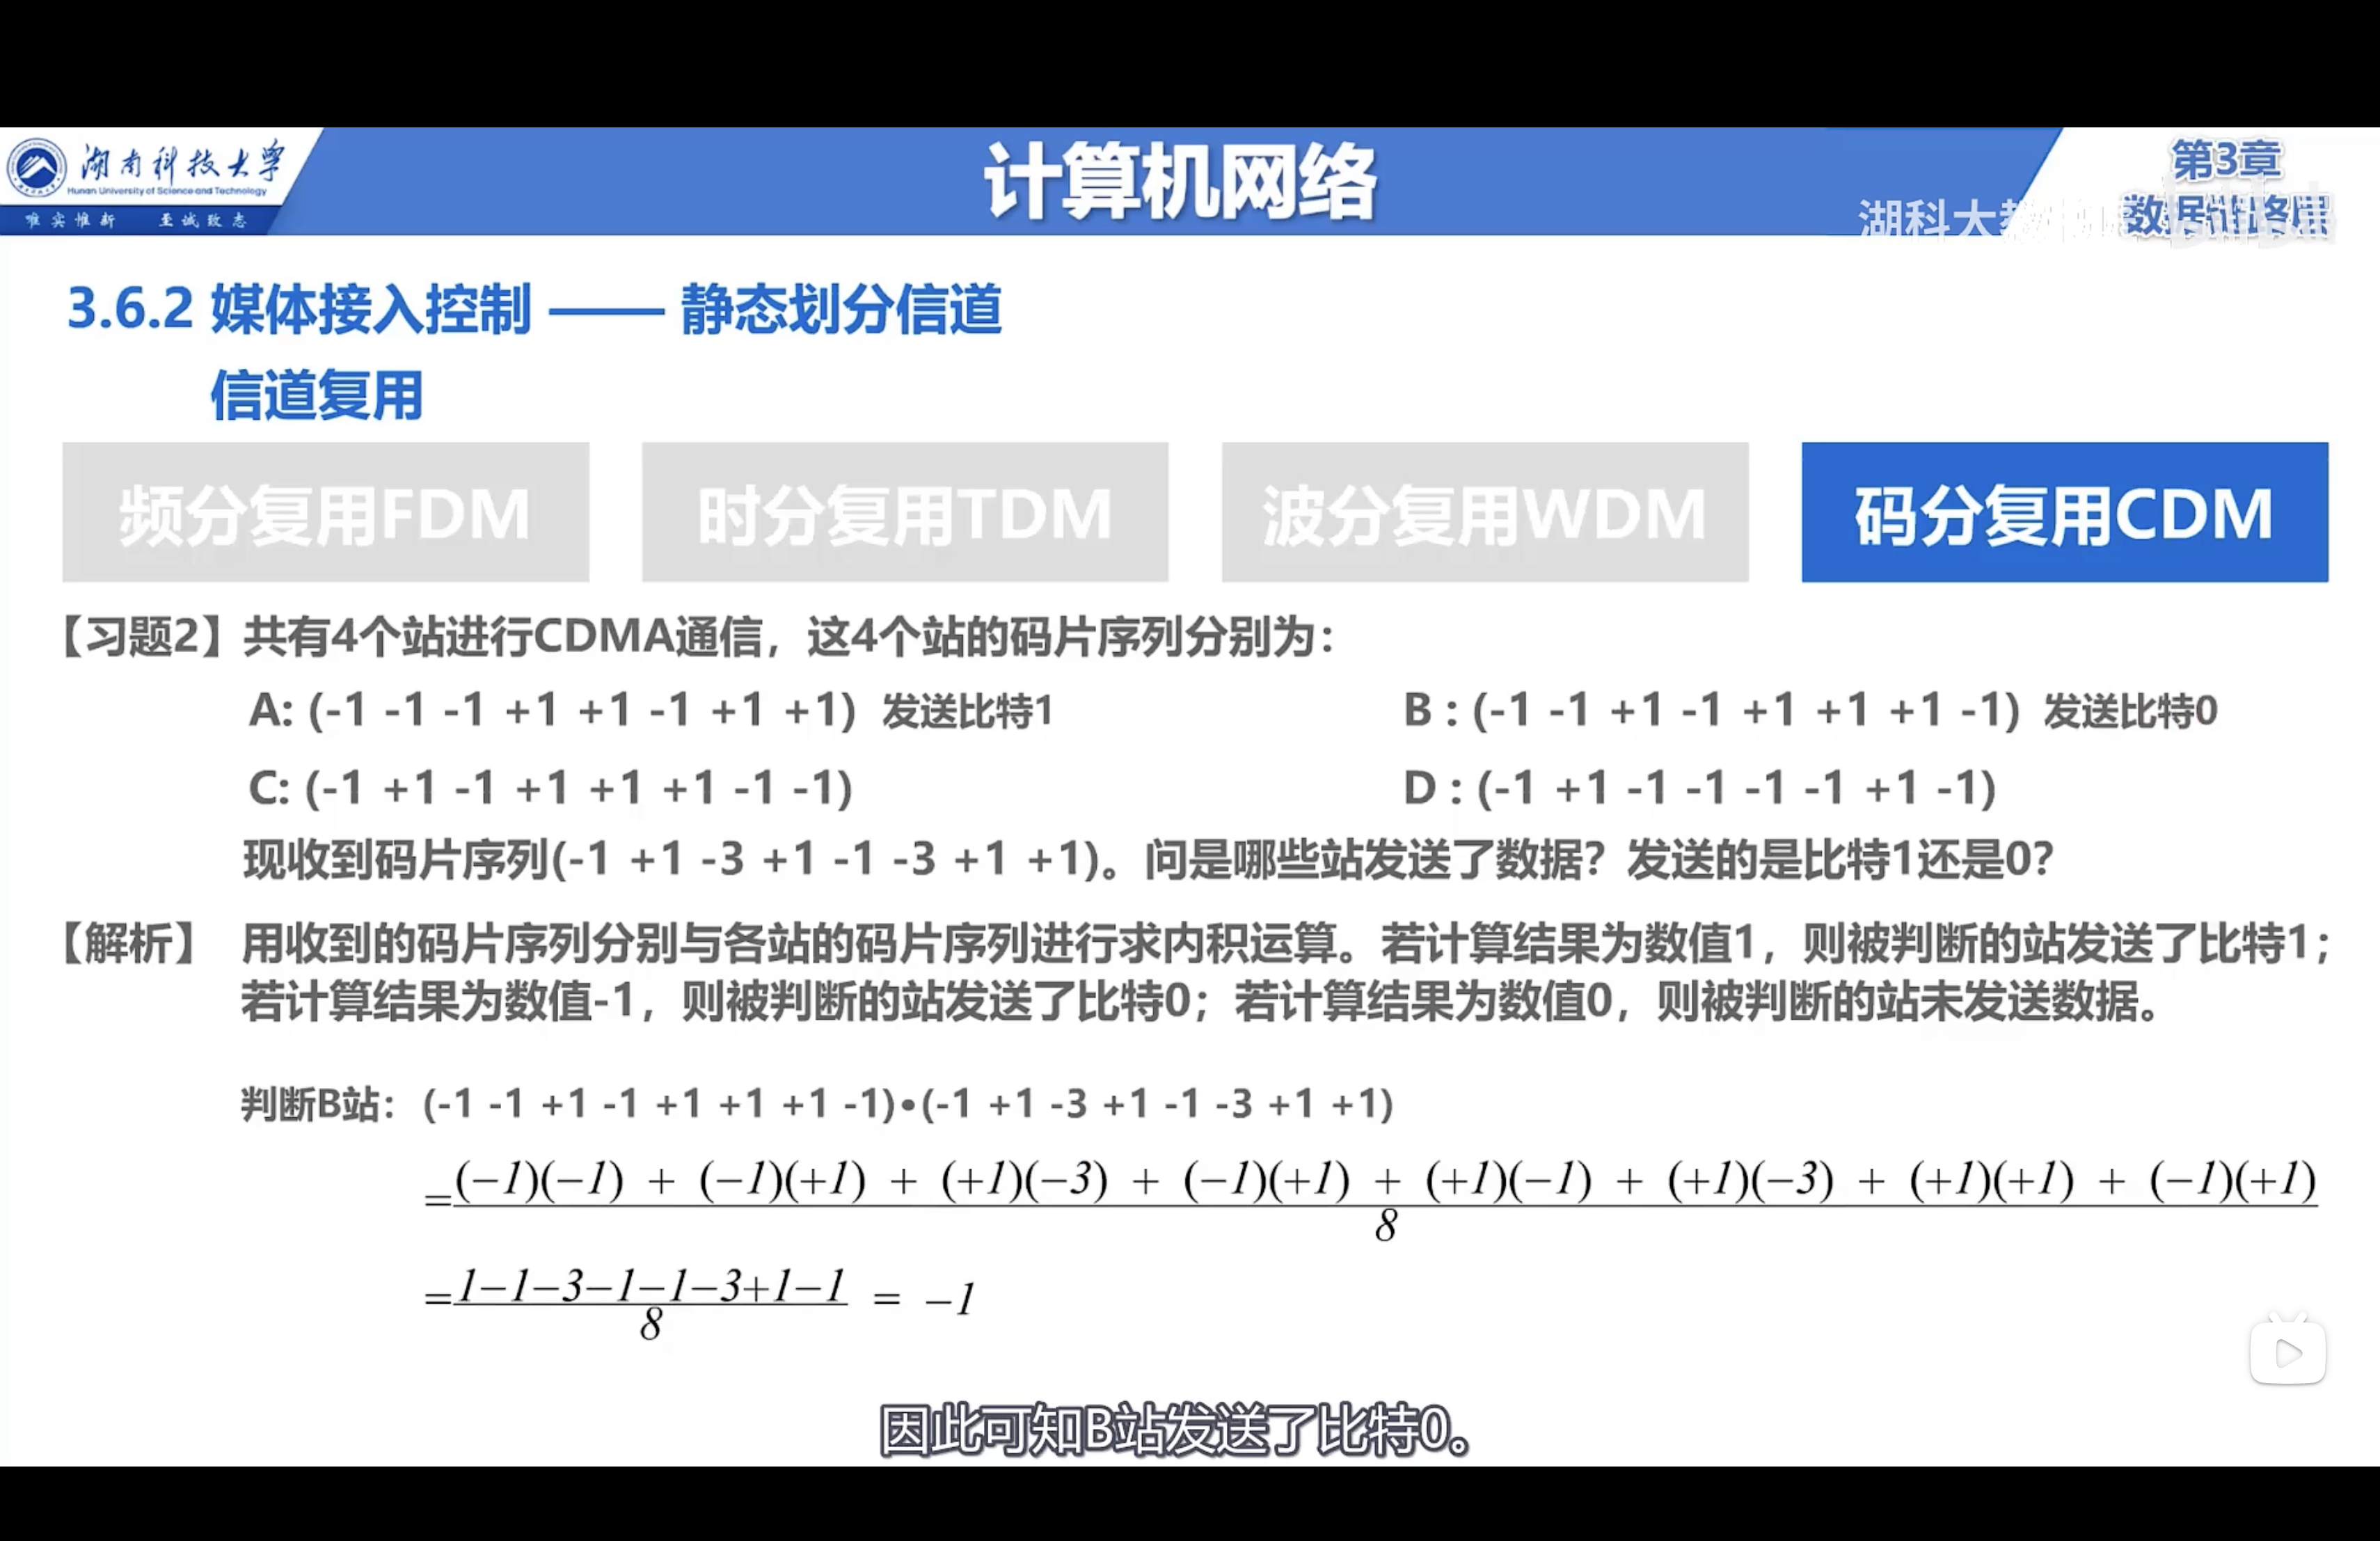 湖南科技大学
Hunan University of Science and Technology
唯实惟新 至诚致志
计算机网络
第3章
数据链路层
湖科大教书匠
3.6.2 媒体接入控制 —— 静态划分信道
信道复用
频分复用FDM 时分复用TDM 波分复用WDM 码分复用CDM
【习题2】共有4个站进行CDMA通信，这4个站的码片序列分别为：
A: (-1 -1 -1 +1 +1 -1 +1 +1) 发送比特1 B : (-1 -1 +1 -1 +1 +1 +1 -1) 发送比特0
C: (-1 +1 -1 +1 +1 +1 -1 -1) D : (-1 +1 -1 -1 -1 -1 +1 -1)
现收到码片序列(-1 +1 -3 +1 -1 -3 +1 +1)。问是哪些站发送了数据？发送的是比特1还是0？
【解析】 用收到的码片序列分别与各站的码片序列进行求内积运算。若计算结果为数值1，则被判断的站发送了比特1；
若计算结果为数值-1，则被判断的站发送了比特0；若计算结果为数值0，则被判断的站未发送数据。
判断B站：(-1 -1 +1 -1 +1 +1 +1 -1)•(-1 +1 -3 +1 -1 -3 +1 +1)
=(−1)(−1) + (−1)(+1) + (+1)(−3) + (−1)(+1) + (+1)(−1) + (+1)(−3) + (+1)(+1) + (−1)(+1)
8
=1−1−3−1−1−3+1−1 = −1
8
因此可知B站发送了比特0。